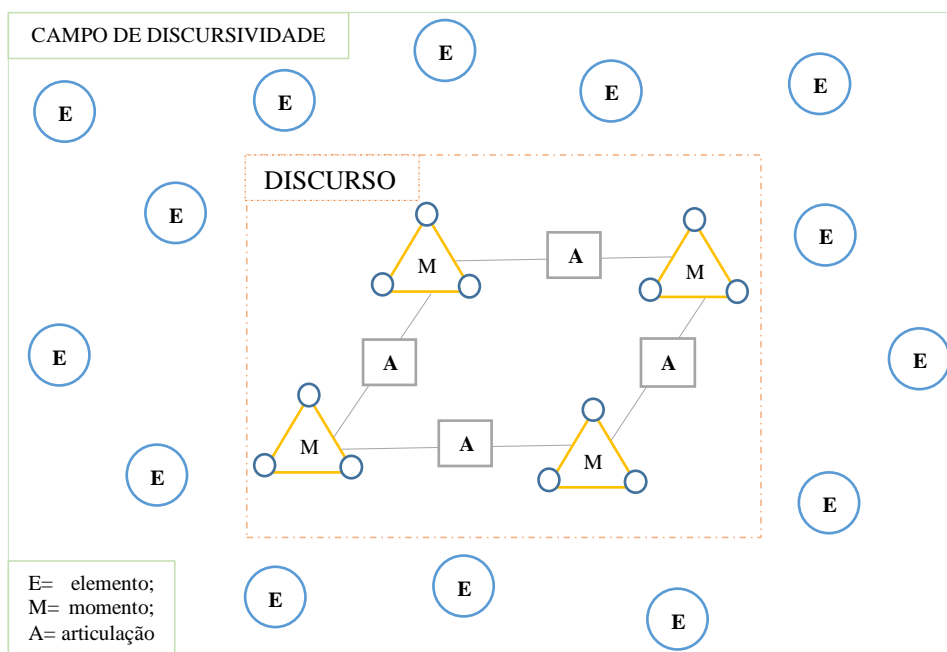 CAMPO DE DISCURSIVIDADE
E
E
E
E
E
DISCURSO
E
E
M
A
M
E
A
A
E
M
A
M
E
E
E
E
E
E= elemento;
M= momento;
A= articulação